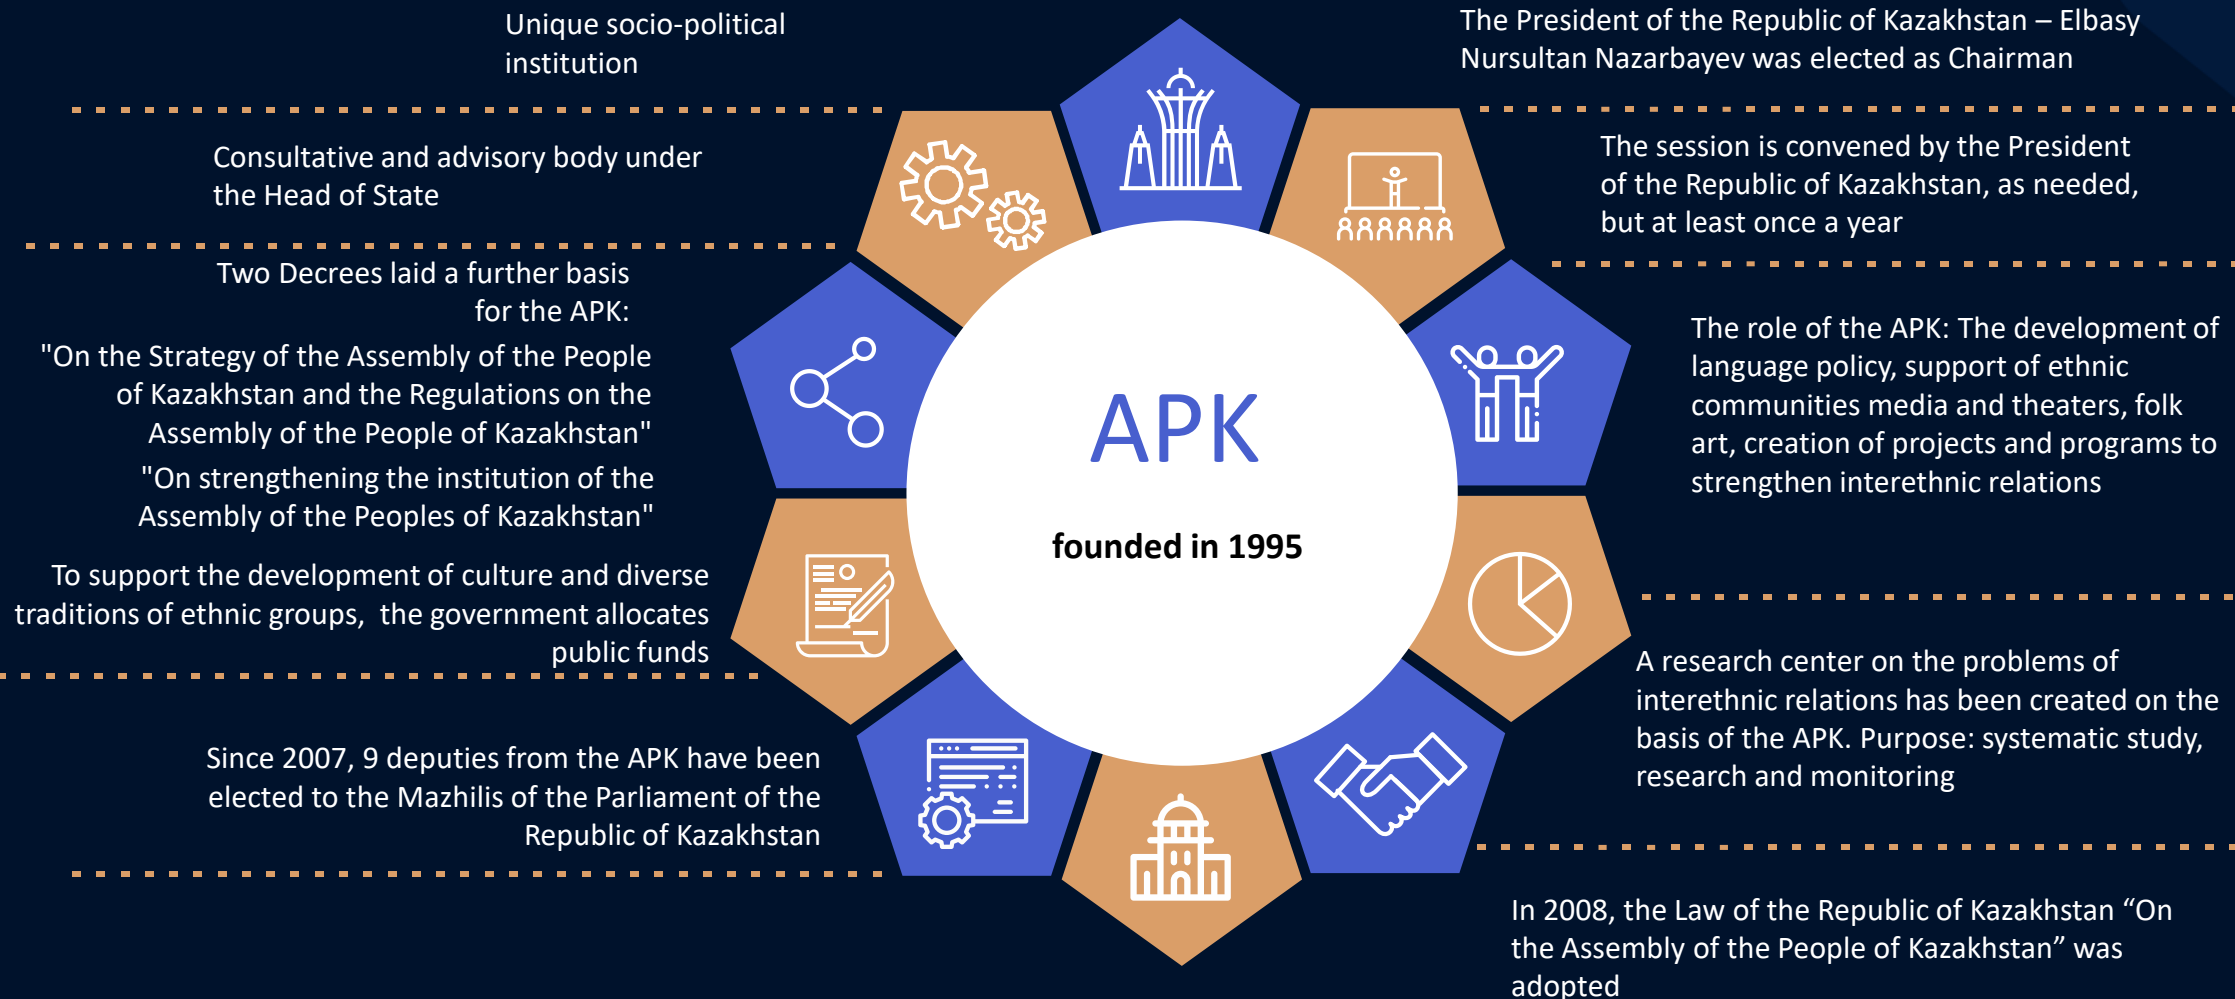 Unique socio-political
institution
Consultative and advisory body under
the Head of State
Two Decrees laid a further basis
for the APK:
"On the Strategy of the Assembly of the People
of Kazakhstan and the Regulations on the
Assembly of the People of Kazakhstan"
"On strengthening the institution of the
Assembly of the Peoples of Kazakhstan"
To support the development of culture and diverse
traditions of ethnic groups,  the government allocates
public funds
Since 2007, 9 deputies from the APK have been
elected to the Mazhilis of the Parliament of the
Republic of Kazakhstan
APK
founded in 1995
The President of the Republic of Kazakhstan – Elbasy
Nursultan Nazarbayev was elected as Chairman
The session is convened by the President
of the Republic of Kazakhstan, as needed,
but at least once a year
The role of the APK: The development of
language policy, support of ethnic
communities media and theaters, folk
art, creation of projects and programs to
strengthen interethnic relations
A research center on the problems of
interethnic relations has been created on the
basis of the APK. Purpose: systematic study,
research and monitoring
In 2008, the Law of the Republic of Kazakhstan “On
the Assembly of the People of Kazakhstan” was
adopted